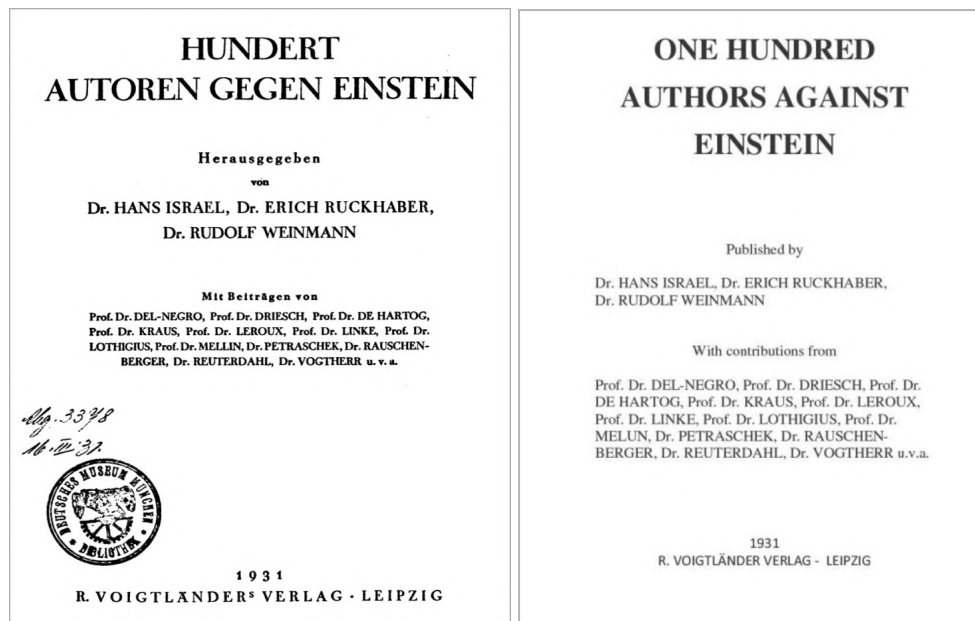 HUNDERT
AUTOREN GEGEN EINSTEIN
Herausgegeben
von
Dr. HANS ISRAEL, Dr. ERICH RUCKHABER,
Dr. RUDOLF WEINMANN
Mit Beiträgen von
Prof. Dr. DEL-NEGRO, Prof. Dr. DRIESCH, Prof. Dr. DE HARTOG,
Prof. Dr. KRAUS, Prof. Dr. LEROUX, Prof. Dr. LINKE, Prof. Dr.
LOTHIGIUS, Prof. Dr. MELLIN, Dr. PETRASCHEK, Dr. RAUSCHEN-
BERGER, Dr. REUTERDAHL, Dr. VOGTHERR u. v. a.
3378
16. III. 31.
DEUTSCHES MUSEUM MÜNCHEN
BIBLIOTHEK
1931
R. VOIGTLÄNDERS VERLAG · LEIPZIG
ONE HUNDRED
AUTHORS AGAINST
EINSTEIN
Published by
Dr. HANS ISRAEL, Dr. ERICH RUCKHABER,
Dr. RUDOLF WEINMANN
With contributions from
Prof. Dr. DEL-NEGRO, Prof. Dr. DRIESCH, Prof. Dr.
DE HARTOG, Prof. Dr. KRAUS, Prof. Dr. LEROUX,
Prof. Dr. LINKE, Prof. Dr. LOTHIGIUS, Prof. Dr.
MELUN, Dr. PETRASCHEK, Dr. RAUSCHEN-
BERGER, Dr. REUTERDAHL, Dr. VOGTHERR u.v.a.
1931
R. VOIGTLÄNDER VERLAG - LEIPZIG